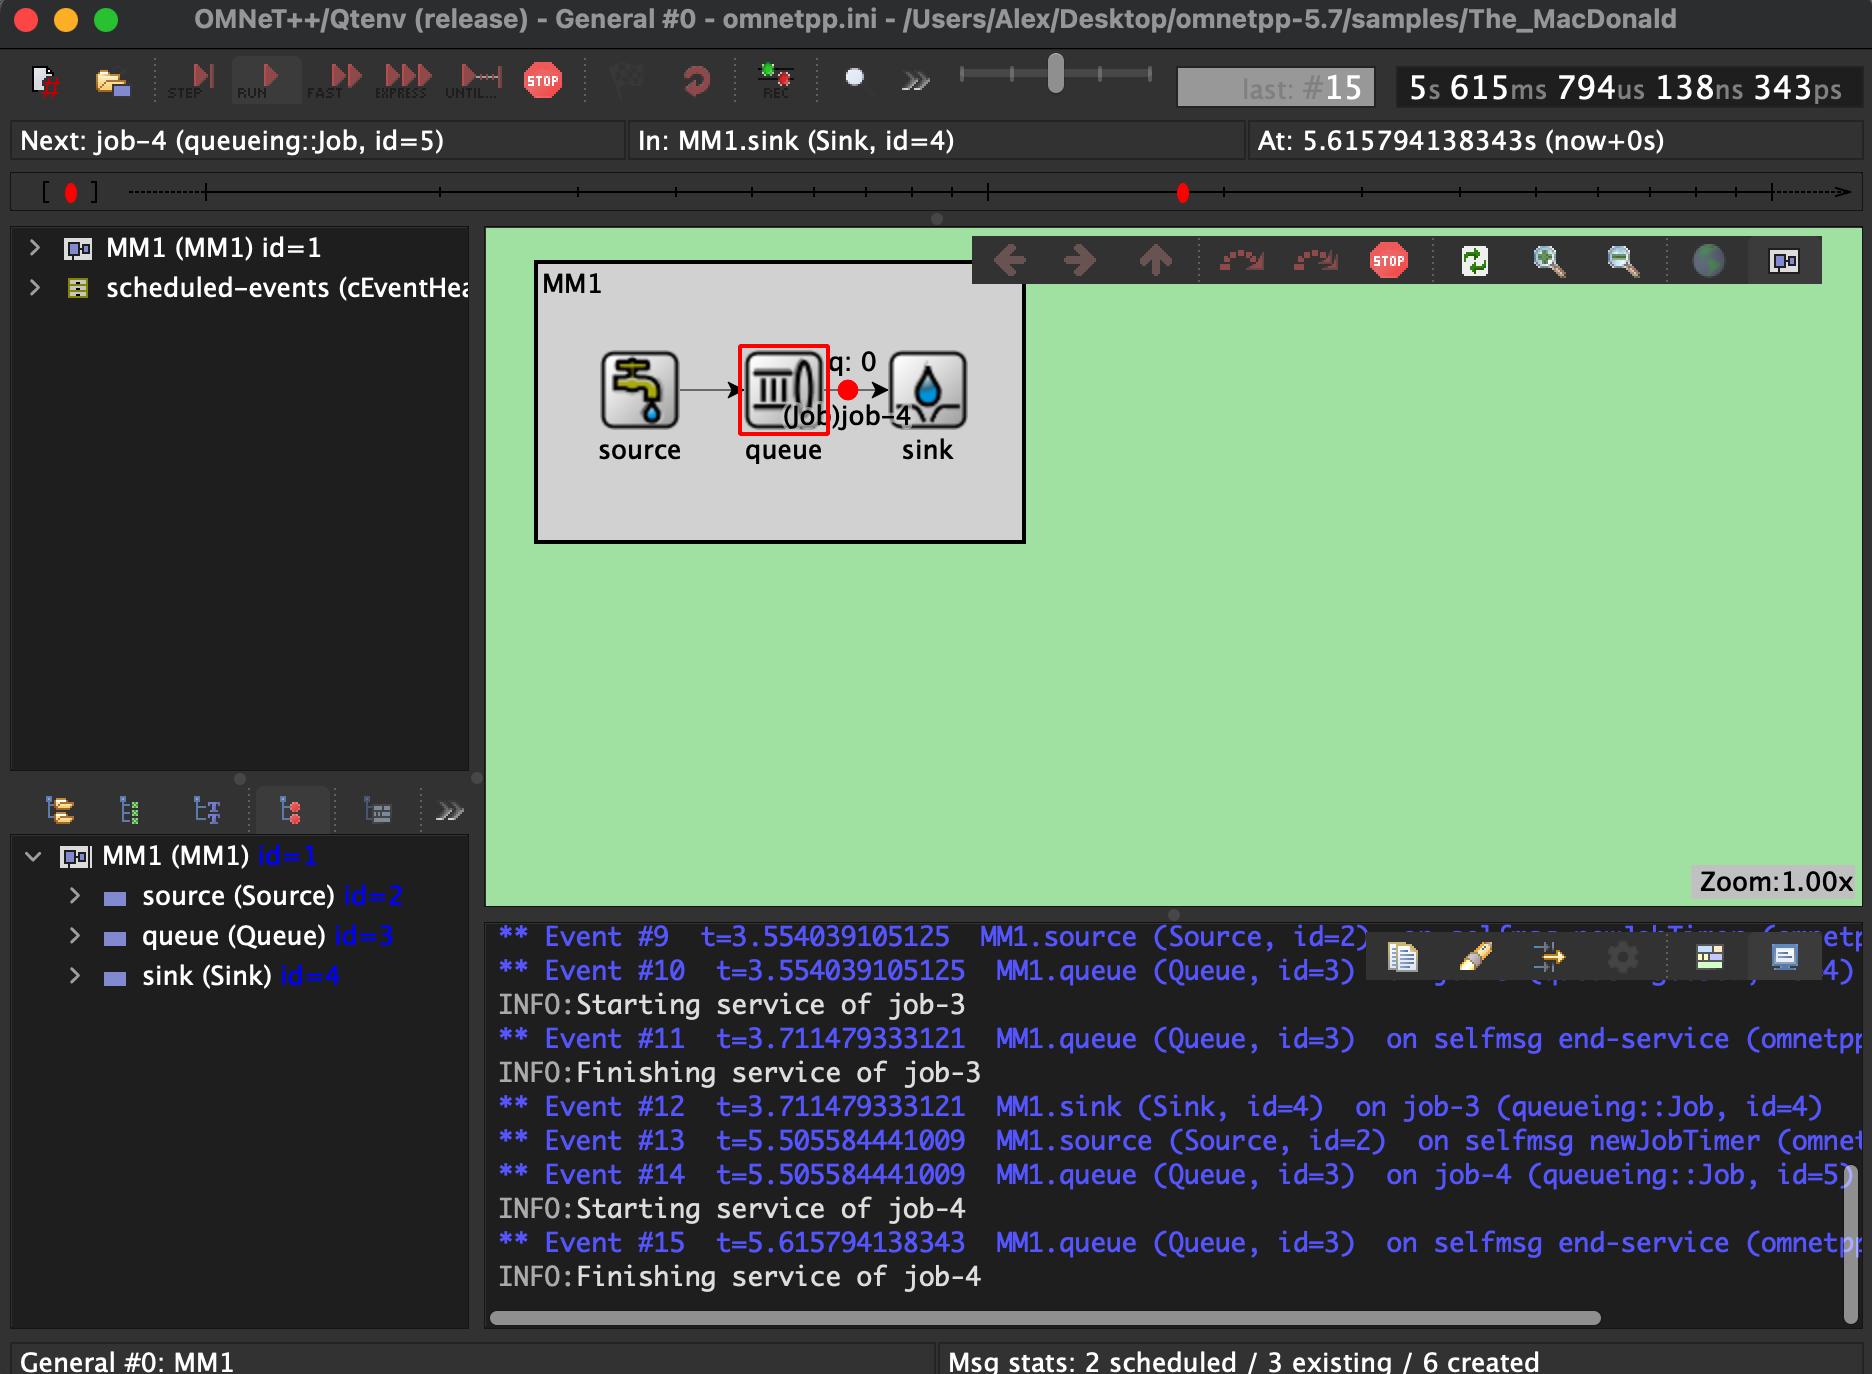 OMNeT++/Qtenv (release) - General #0 - omnetpp.ini - /Users/Alex/Desktop/omnetpp-5.7/samples/The_MacDonald
STEP RUN FAST EXPRESS UNTIL... STOP REC last: #15 5s 615ms 794us 138ns 343ps
Next: job-4 (queueing::Job, id=5) In: MM1.sink (Sink, id=4) At: 5.615794138343s (now+0s)
[ ]
MM1 (MM1) id=1
scheduled-events (cEventHea
STOP
MM1
q: 0
(Job)job-4
source queue sink
Zoom:1.00x
MM1 (MM1) id=1
source (Source) id=2
queue (Queue) id=3
sink (Sink) id=4
** Event #9 t=3.554039105125 MM1.source (Source, id=2) on selfmsg newJobTimer (omnetp
** Event #10 t=3.554039105125 MM1.queue (Queue, id=3) 4)
INFO:Starting service of job-3
** Event #11 t=3.711479333121 MM1.queue (Queue, id=3) on selfmsg end-service (omnetpp
INFO:Finishing service of job-3
** Event #12 t=3.711479333121 MM1.sink (Sink, id=4) on job-3 (queueing::Job, id=4)
** Event #13 t=5.505584441009 MM1.source (Source, id=2) on selfmsg newJobTimer (omnet
** Event #14 t=5.505584441009 MM1.queue (Queue, id=3) on job-4 (queueing::Job, id=5)
INFO:Starting service of job-4
** Event #15 t=5.615794138343 MM1.queue (Queue, id=3) on selfmsg end-service (omnetpp
INFO:Finishing service of job-4
General #0: MM1 Msg stats: 2 scheduled / 3 existing / 6 created